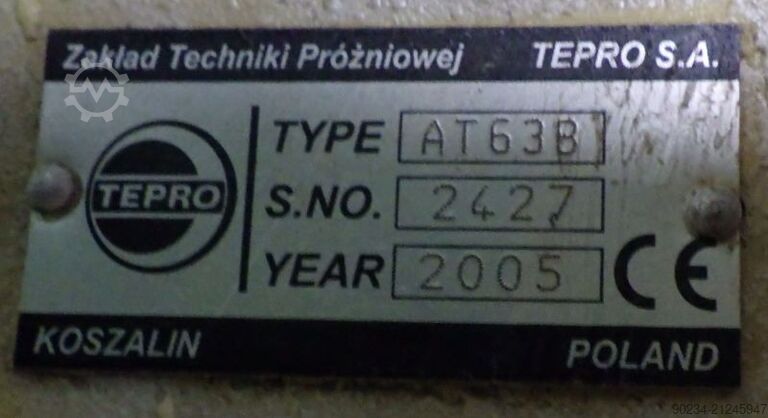 Zakład Techniki Próżniowej TEPRO S.A.
TEPRO
TYPE AT63B
S.NO. 2427
YEAR 2005
CE
KOSZALIN POLAND
90234-21245947